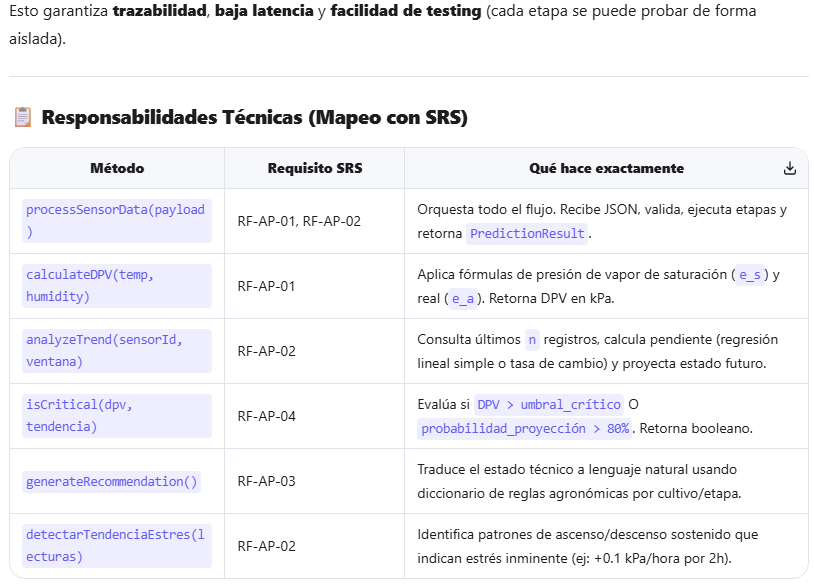 Esto garantiza trazabilidad, baja latencia y facilidad de testing (cada etapa se puede probar de forma
aislada).
📋 Responsabilidades Técnicas (Mapeo con SRS)
Método
Requisito SRS
Qué hace exactamente
processSensorData(payload
)
RF-AP-01, RF-AP-02
Orquesta todo el flujo. Recibe JSON, valida, ejecuta etapas y
retorna PredictionResult.
calculateDPV(temp,
humidity)
RF-AP-01
Aplica fórmulas de presión de vapor de saturación (e_s) y
real (e_a). Retorna DPV en kPa.
analyzeTrend(sensorId,
ventana)
RF-AP-02
Consulta últimos n registros, calcula pendiente (regresión
lineal simple o tasa de cambio) y proyecta estado futuro.
isCritical(dpv,
tendencia)
RF-AP-04
Evalúa si DPV > umbral_crítico O
probabilidad_proyección > 80%. Retorna booleano.
generateRecommendation()
RF-AP-03
Traduce el estado técnico a lenguaje natural usando
diccionario de reglas agronómicas por cultivo/etapa.
detectarTendenciaEstres(l
ecturas)
RF-AP-02
Identifica patrones de ascenso/descenso sostenido que
indican estrés inminente (ej: +0.1 kPa/hora por 2h).